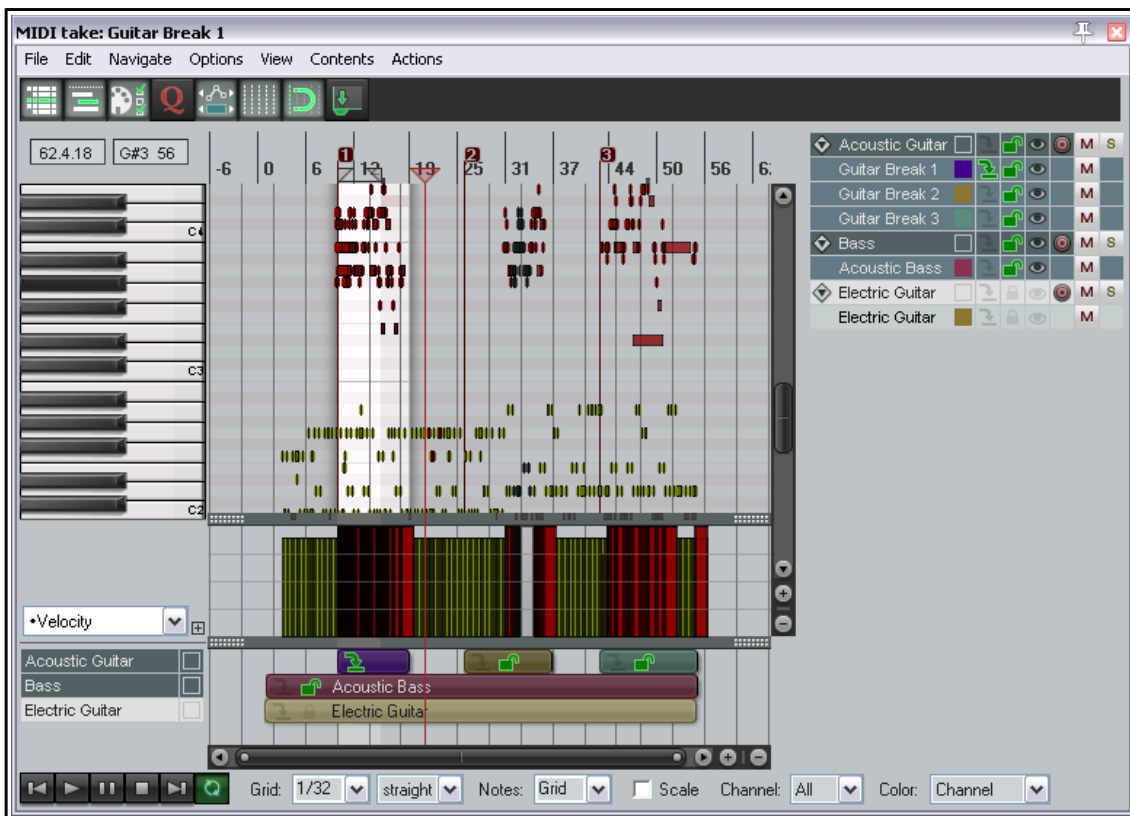 MIDI take: Guitar Break 1
File Edit Navigate Options View Contents Actions
Q
62.4.18 G#3 56
-6 0 6 12 19 25 31 37 44 50 56 6
1 2 3
C4
C3
C2
Acoustic Guitar M S
Guitar Break 1 M
Guitar Break 2 M
Guitar Break 3 M
Bass M S
Acoustic Bass M
Electric Guitar M S
Electric Guitar M
•Velocity
Acoustic Guitar
Bass
Electric Guitar
Acoustic Bass
Electric Guitar
Grid: 1/32 straight Notes: Grid Scale Channel: All Color: Channel